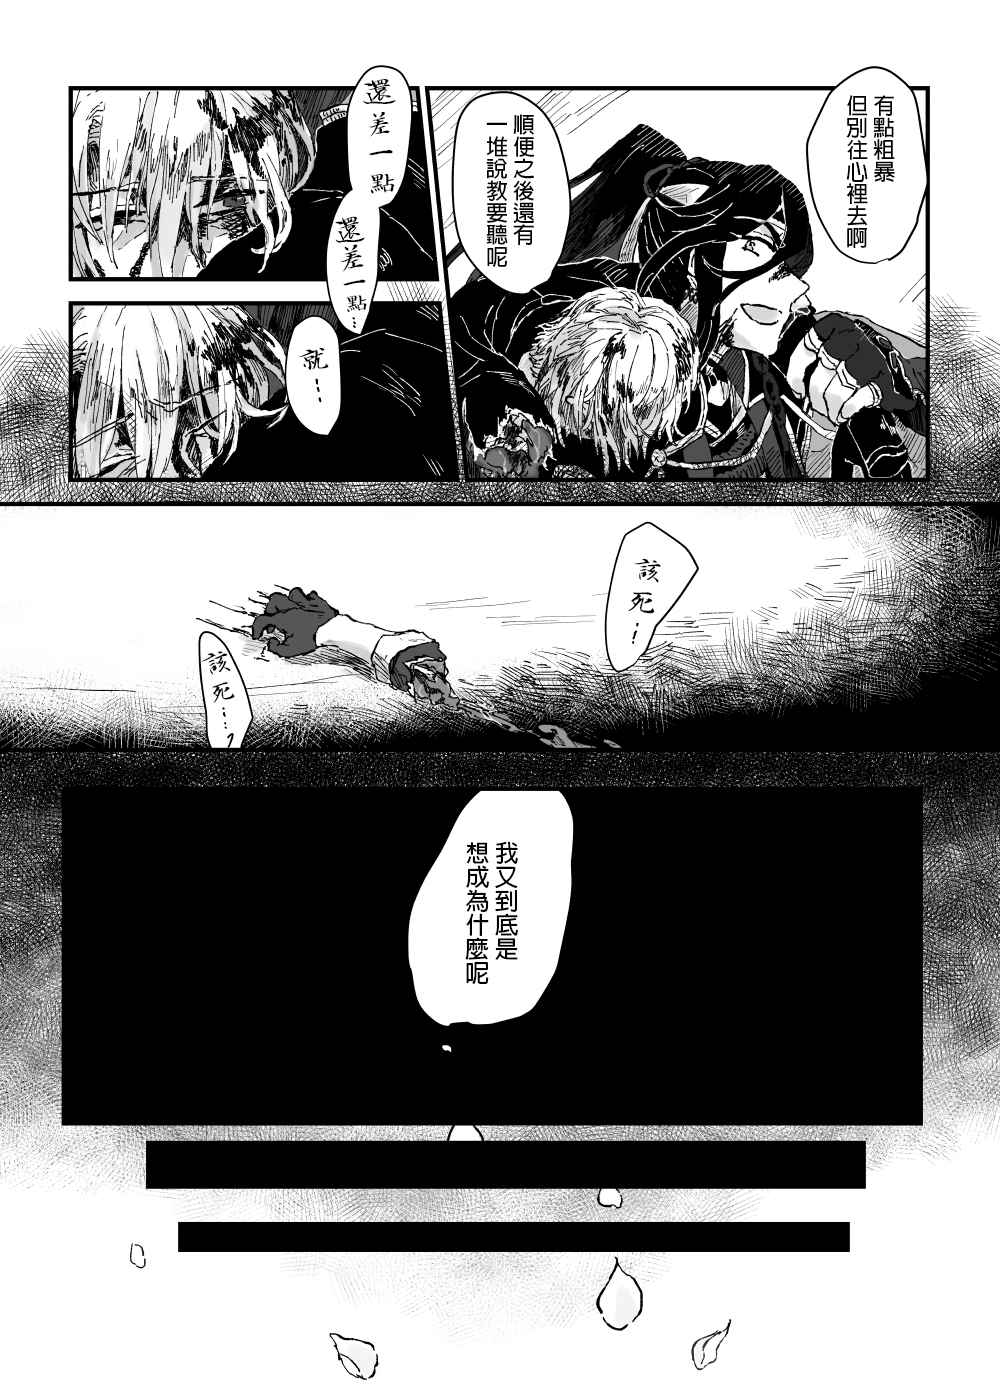 有點粗暴
但別往心裡去啊
順便之後還有
一堆說教要聽呢
還差一點
還差一點…
就…
該死…
該死…
我又到底是
想成為什麼呢